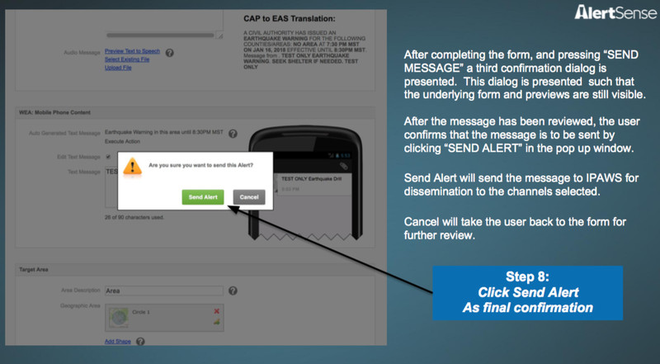 AlertSense
CAP to EAS Translation:
A CIVIL AUTHORITY HAS ISSUED AN
EARTHQUAKE WARNING FOR THE FOLLOWING
COUNTIES/AREAS: NO AREA AT 7:30 PM MST
ON JAN 16, 2018 EFFECTIVE UNTIL 8:30PM MST.
Message from : TEST ONLY EARTHQUAKE
WARNING. SEEK SHELTER IF NEEDED. TEST
ONLY
Audio Message
Preview Text to Speech
Select Existing File
Upload File
WEA: Mobile Phone Content
Auto Generated Text Message
Earthquake Warning in this area until 8:30PM MST
Execute Action
Edit Text Message
Text Message
TES
26 of 90 characters used.
TEST ONLY Earthquake Drill
Are you sure you want to send this Alert?
Send Alert
Cancel
Target Area
Area Description
Area
Geographic Area
Circle 1
Add Shape
After completing the form, and pressing “SEND
MESSAGE” a third confirmation dialog is
presented. This dialog is presented such that
the underlying form and previews are still visible.
After the message has been reviewed, the user
confirms that the message is to be sent by
clicking “SEND ALERT” in the pop up window.
Send Alert will send the message to IPAWS for
dissemination to the channels selected.
Cancel will take the user back to the form for
further review.
Step 8:
Click Send Alert
As final confirmation